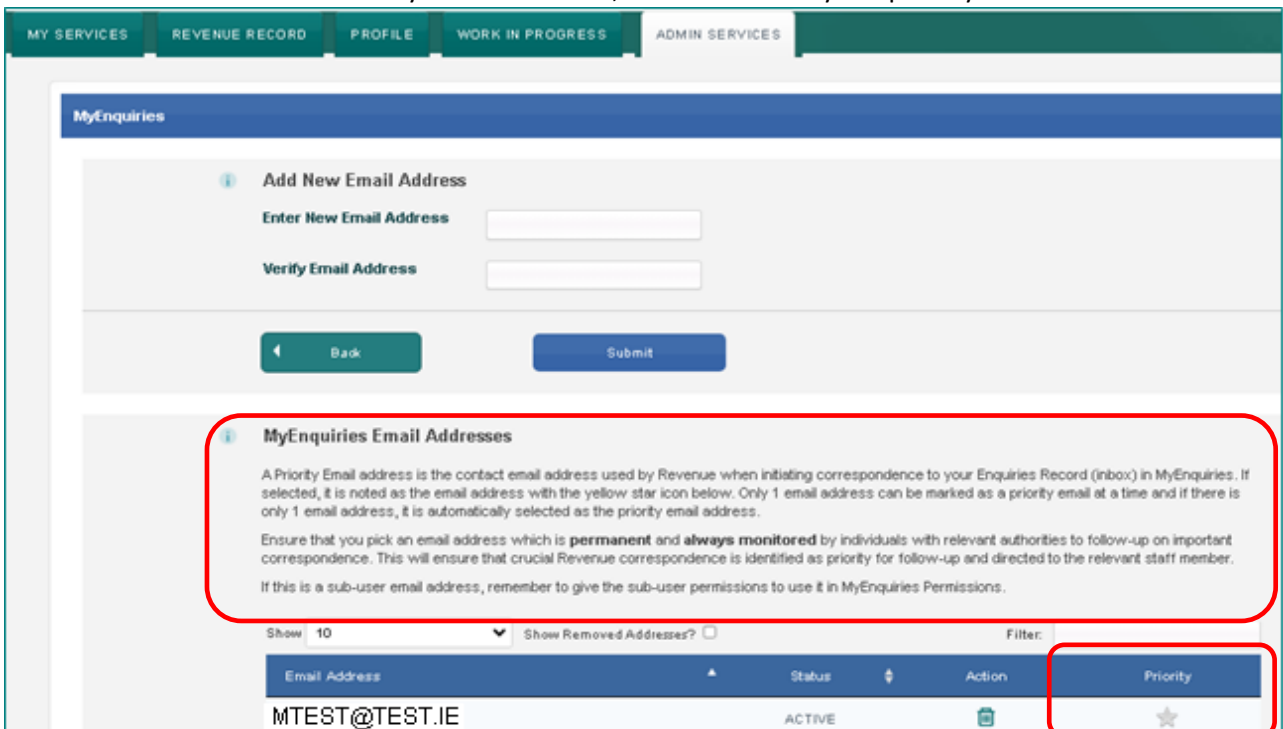 MY SERVICES REVENUE RECORD PROFILE WORK IN PROGRESS ADMIN SERVICES
MyEnquiries
Add New Email Address
Enter New Email Address
Verify Email Address
Back Submit
MyEnquiries Email Addresses
A Priority Email address is the contact email address used by Revenue when initiating correspondence to your Enquiries Record (inbox) in MyEnquiries. If
selected, it is noted as the email address with the yellow star icon below. Only 1 email address can be marked as a priority email at a time and if there is
only 1 email address, it is automatically selected as the priority email address.
Ensure that you pick an email address which is permanent and always monitored by individuals with relevant authorities to follow-up on important
correspondence. This will ensure that crucial Revenue correspondence is identified as priority for follow-up and directed to the relevant staff member.
If this is a sub-user email address, remember to give the sub-user permissions to use it in MyEnquiries Permissions.
Show 10 Show Removed Addresses? Filter:
Email Address Status Action Priority
MTEST@TEST.IE ACTIVE